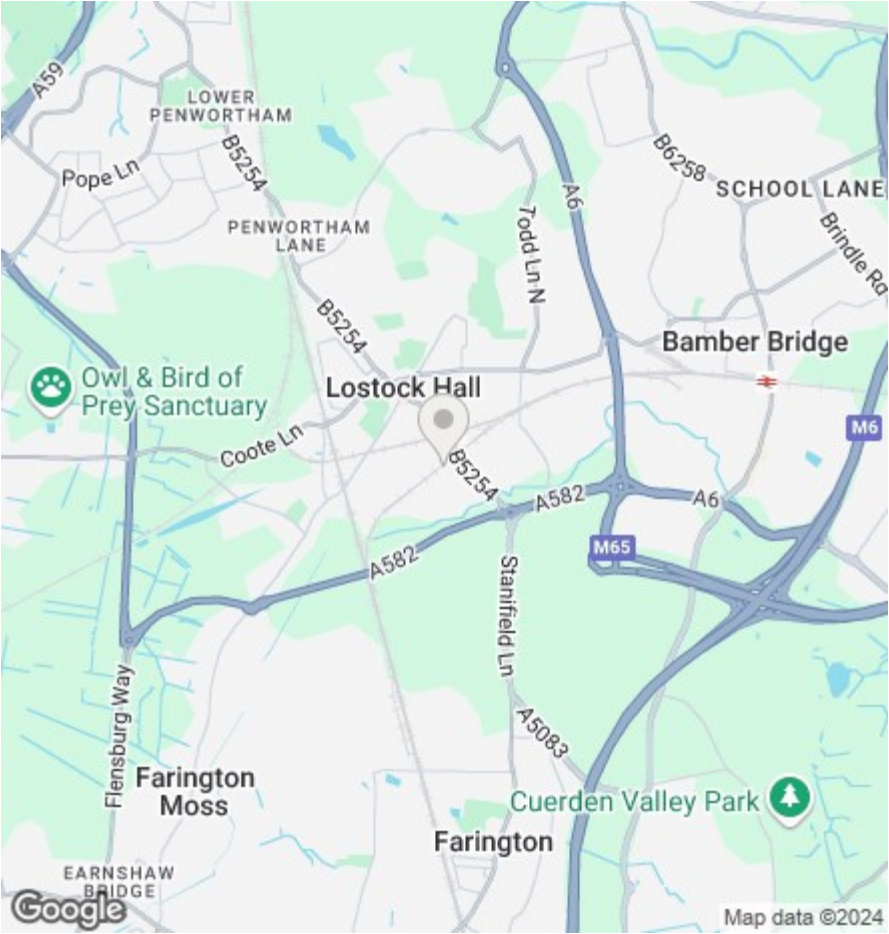 A59
LOWER
PENWORTHAM
B5254
Pope Ln
B6258
A6
SCHOOL LANE
PENWORTHAM
LANE
Todd Ln N
Brindle Rd
B5254
Bamber Bridge
Owl & Bird of
Prey Sanctuary
Lostock Hall
M6
Coote Ln
B5254
A582
A6
M65
A582
Stanifield Ln
Flensburg Way
A5083
Farington
Moss
Cuerden Valley Park
Farington
EARNSHAW
BRIDGE
Google
Map data ©2024